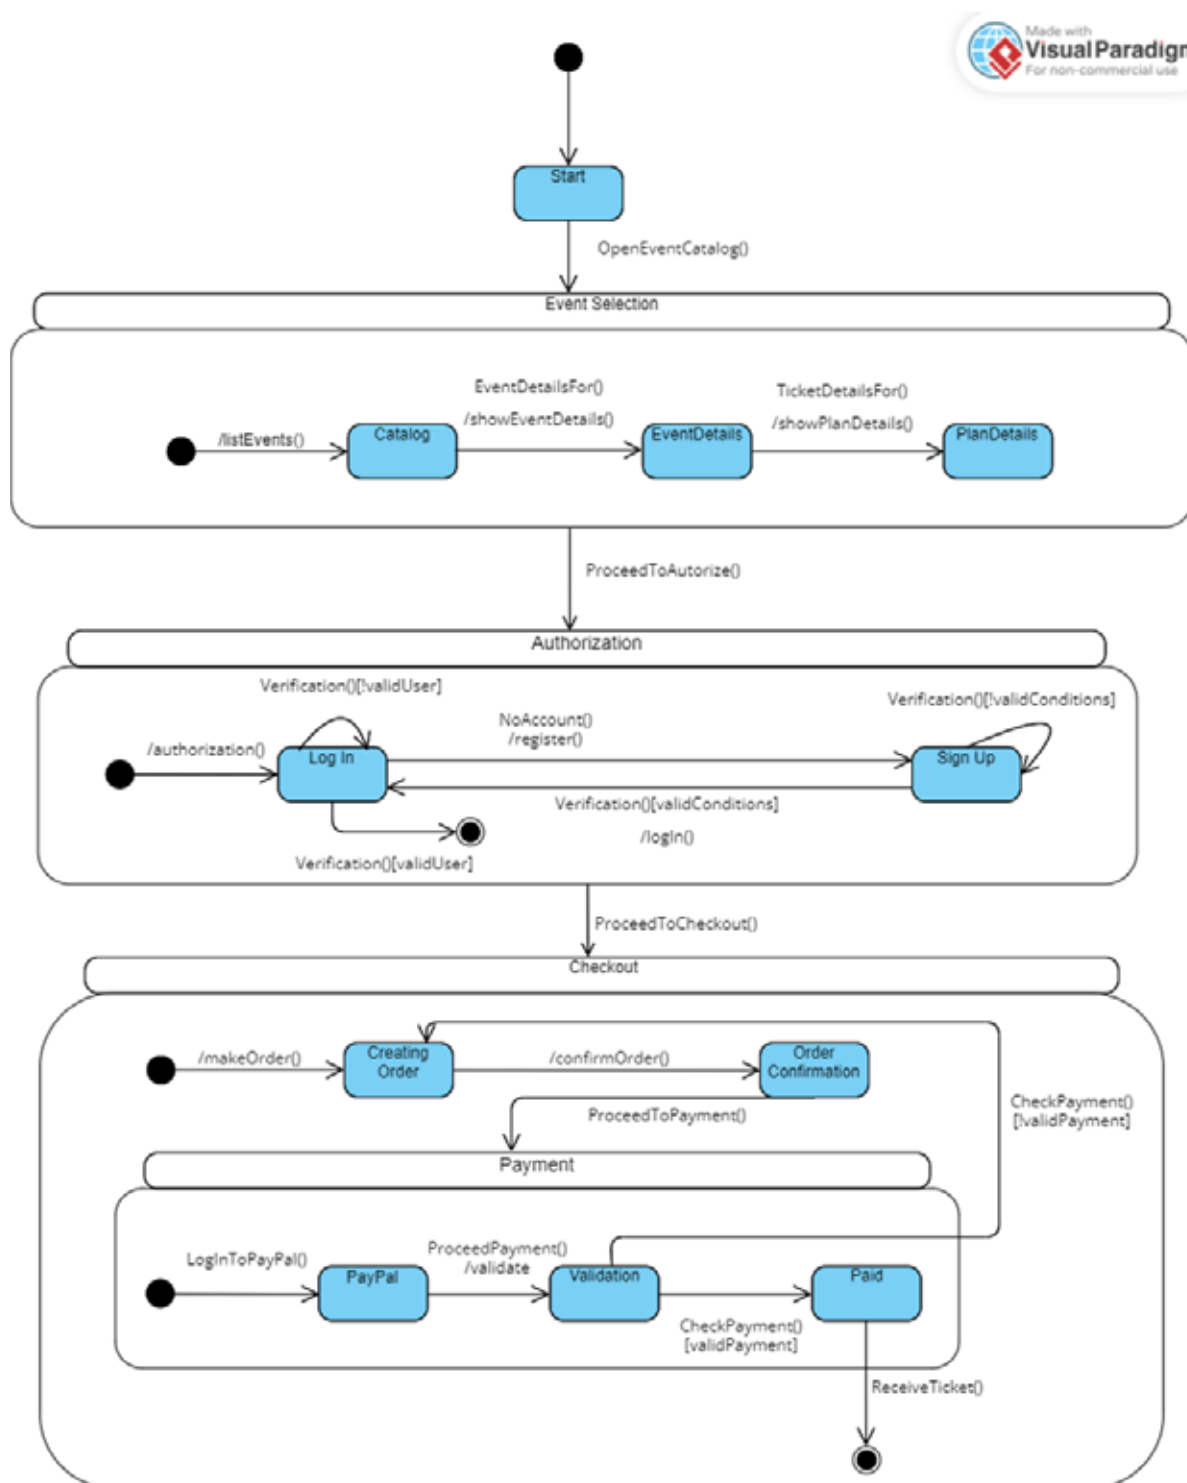 Made with
Visual Paradigm
For non-commercial use
Start
OpenEventCatalog()
Event Selection
EventDetailsFor()
/showEventDetails()
TicketDetailsFor()
/showPlanDetails()
/listEvents()
Catalog
EventDetails
PlanDetails
ProceedToAutorize()
Authorization
Verification()[!validUser]
Verification()[!validConditions]
NoAccount()
/register()
/authorization()
Log In
Sign Up
Verification()[validConditions]
/logIn()
Verification()[validUser]
ProceedToCheckout()
Checkout
/makeOrder()
Creating
Order
/confirmOrder()
Order
Confirmation
CheckPayment()
[!validPayment]
ProceedToPayment()
Payment
LogInToPayPal()
PayPal
ProceedPayment()
/validate
Validation
Paid
CheckPayment()
[validPayment]
ReceiveTicket()